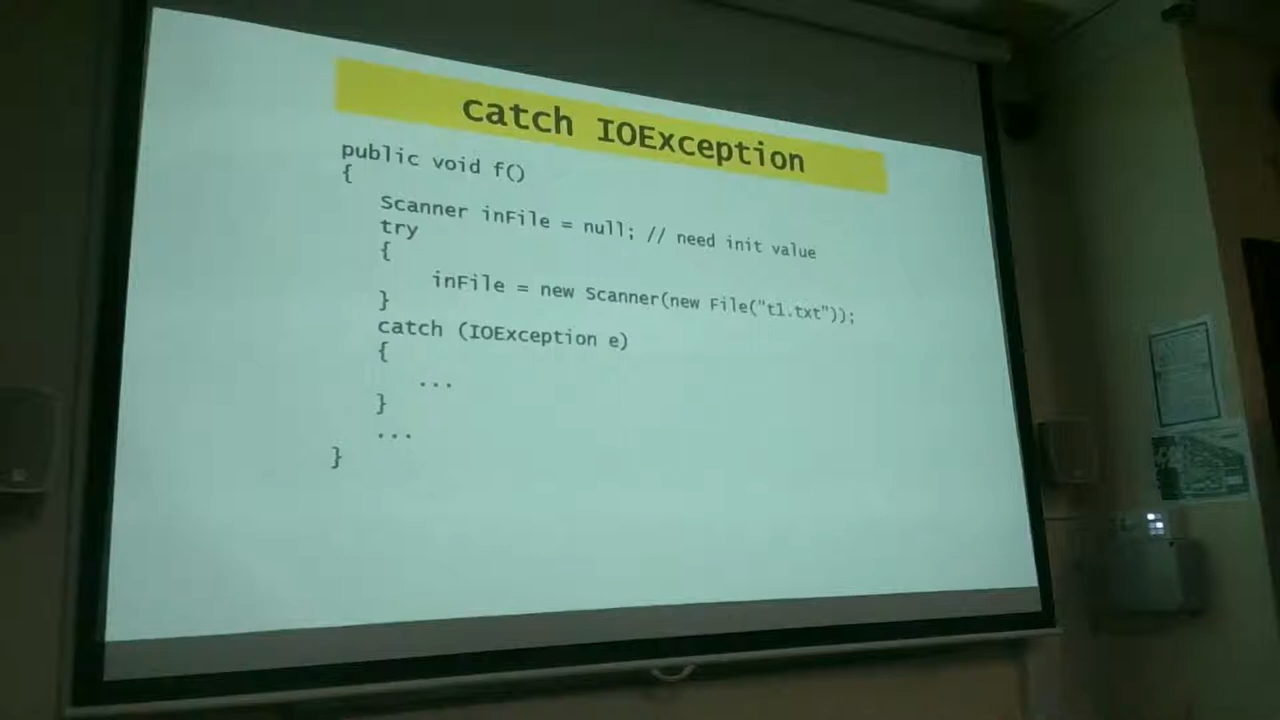 catch IOException
public void f()
{
Scanner inFile = null; // need init value
try
{
inFile = new Scanner(new File("t1.txt"));
}
catch (IOException e)
{
...
}
...
}